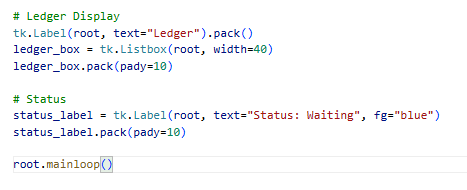 # Ledger Display
tk.Label(root, text="Ledger").pack()
ledger_box = tk.Listbox(root, width=40)
ledger_box.pack(pady=10)

# Status
status_label = tk.Label(root, text="Status: Waiting", fg="blue")
status_label.pack(pady=10)

root.mainloop()